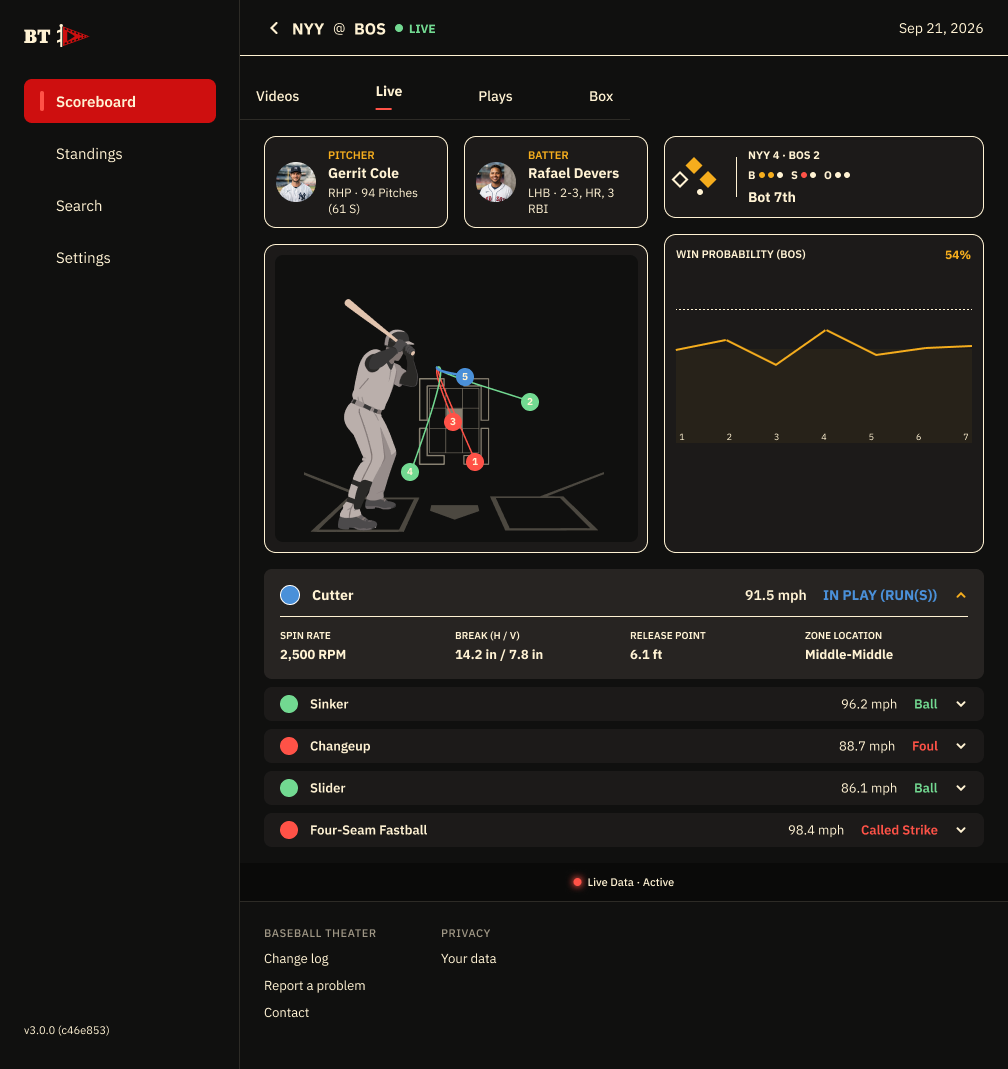 BT
Scoreboard
Standings
Search
Settings
v3.0.0 (c46e853)
NYY @ BOS LIVE
Sep 21, 2026
Videos
Live
Plays
Box
PITCHER
Gerrit Cole
RHP · 94 Pitches
(61 S)
BATTER
Rafael Devers
LHB · 2-3, HR, 3
RBI
NYY 4 · BOS 2
B S O
Bot 7th
5
2
3
1
4
WIN PROBABILITY (BOS) 54%
1 2 3 4 5 6 7
Cutter 91.5 mph IN PLAY (RUN(S))
SPIN RATE
2,500 RPM
BREAK (H / V)
14.2 in / 7.8 in
RELEASE POINT
6.1 ft
ZONE LOCATION
Middle-Middle
Sinker 96.2 mph Ball
Changeup 88.7 mph Foul
Slider 86.1 mph Ball
Four-Seam Fastball 98.4 mph Called Strike
Live Data · Active
BASEBALL THEATER
Change log
Report a problem
Contact
PRIVACY
Your data